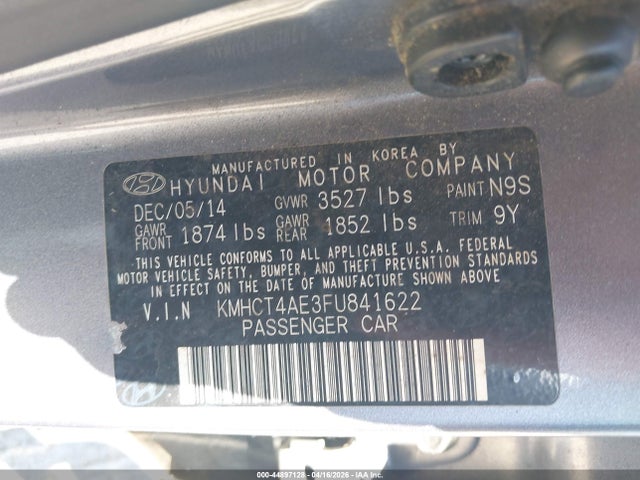 MANUFACTURED IN KOREA BY
HYUNDAI MOTOR COMPANY
DEC/05/14 GVWR 3527 lbs PAINT N9S
GAWR FRONT 1874 lbs GAWR REAR 1852 lbs TRIM 9Y
THIS VEHICLE CONFORMS TO ALL APPLICABLE U.S.A. FEDERAL
MOTOR VEHICLE SAFETY, BUMPER, AND THEFT PREVENTION STANDARDS
IN EFFECT ON THE DATE OF MANUFACTURE SHOWN ABOVE.
V.I.N KMHCT4AE3FU841622
PASSENGER CAR
000-44897128 - 04/16/2026 - IAA Inc.